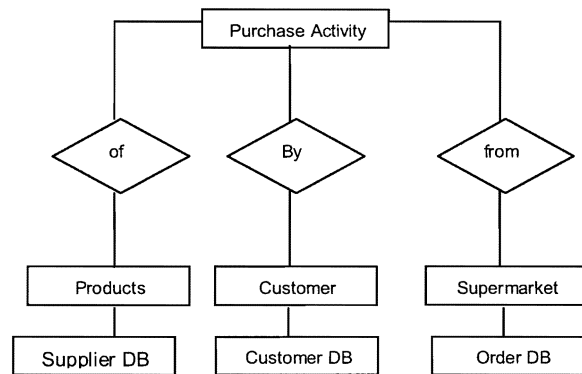 Purchase Activity
of
By
from
Products
Customer
Supermarket
Supplier DB
Customer DB
Order DB